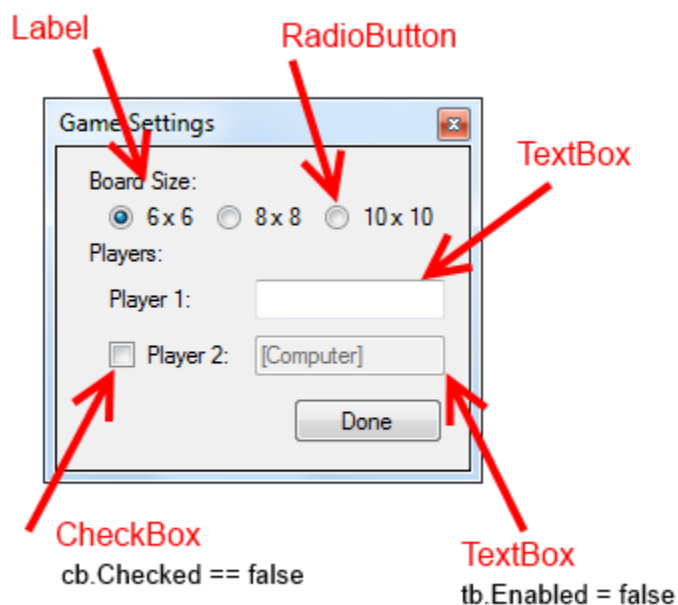 Label
RadioButton
Game Settings
TextBox
Board Size:
6 x 6 8 x 8 10 x 10
Players:
Player 1:
Player 2: [Computer]
Done
CheckBox
cb.Checked == false
TextBox
tb.Enabled = false